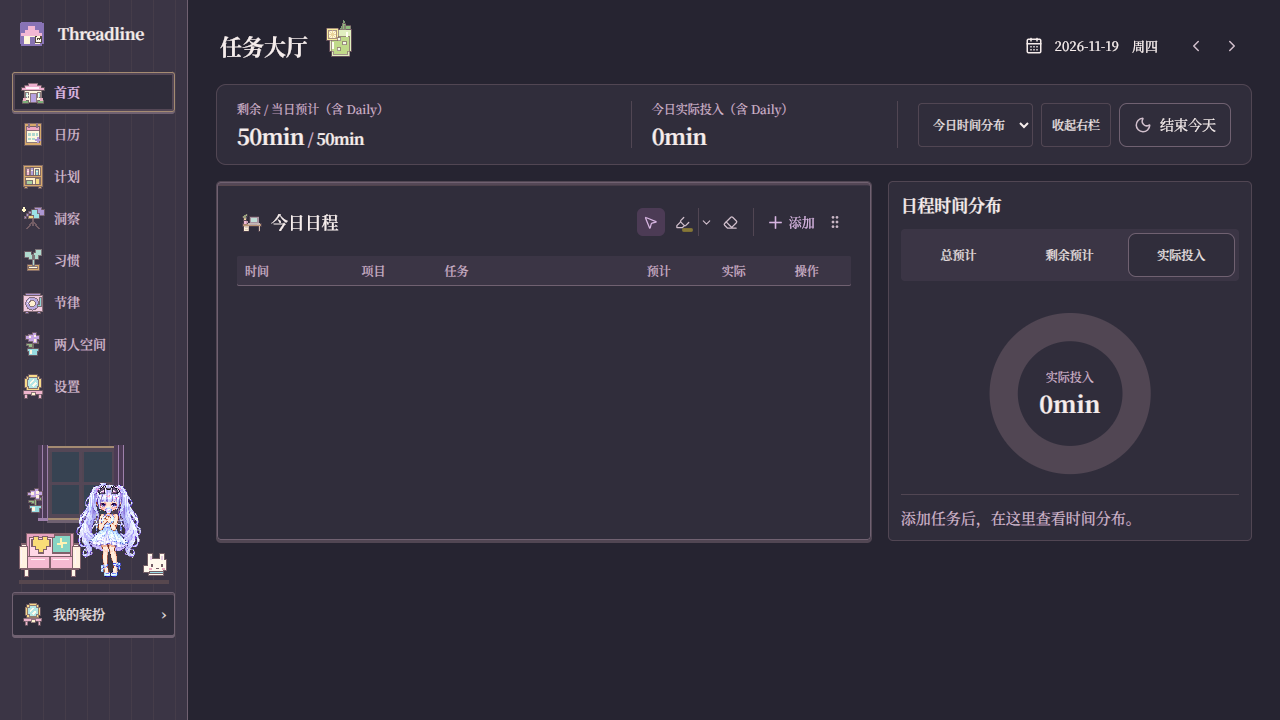 Threadline
首页
日历
计划
洞察
习惯
节律
两人空间
设置
我的装扮
任务大厅
2026-11-19 周四
剩余 / 当日预计（含 Daily）
50min / 50min
今日实际投入（含 Daily）
0min
今日时间分布
收起右栏
结束今天
今日日程
添加
时间 项目 任务 预计 实际 操作
日程时间分布
总预计 剩余预计 实际投入
实际投入
0min
添加任务后，在这里查看时间分布。